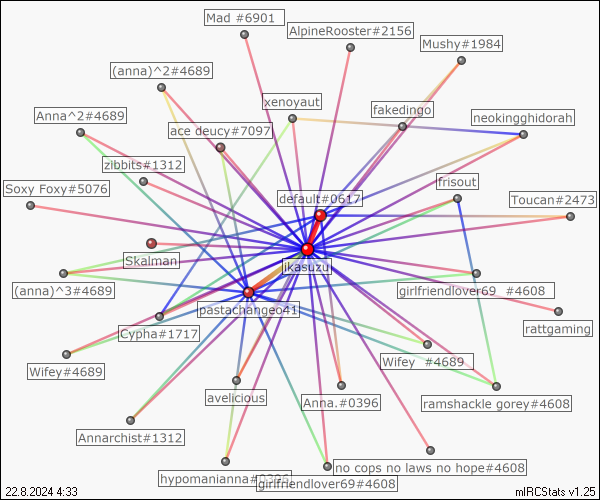 Mad #6901
AlpineRooster#2156
Mushy#1984
(anna)^2#4689
xenoyaut
fakedingo
neokingghidorah
Anna^2#4689
ace deucy#7097
zibbits#1312
frisout
Soxy Foxy#5076
default#0617
Toucan#2473
Skalman
jikasuzu
(anna)^3#4689
girlfriendlover69 #4608
pastachangeo41
rattgaming
Cypha#1717
Wifey#4689
Wifey #4689
avelicious
Anna.#0396
ramshackle gorey#4608
Annarchist#1312
no cops no laws no hope#4608
hypomanianna#0396
girlfriendlover69#4608
22.8.2024 4:33
mIRCStats v1.25